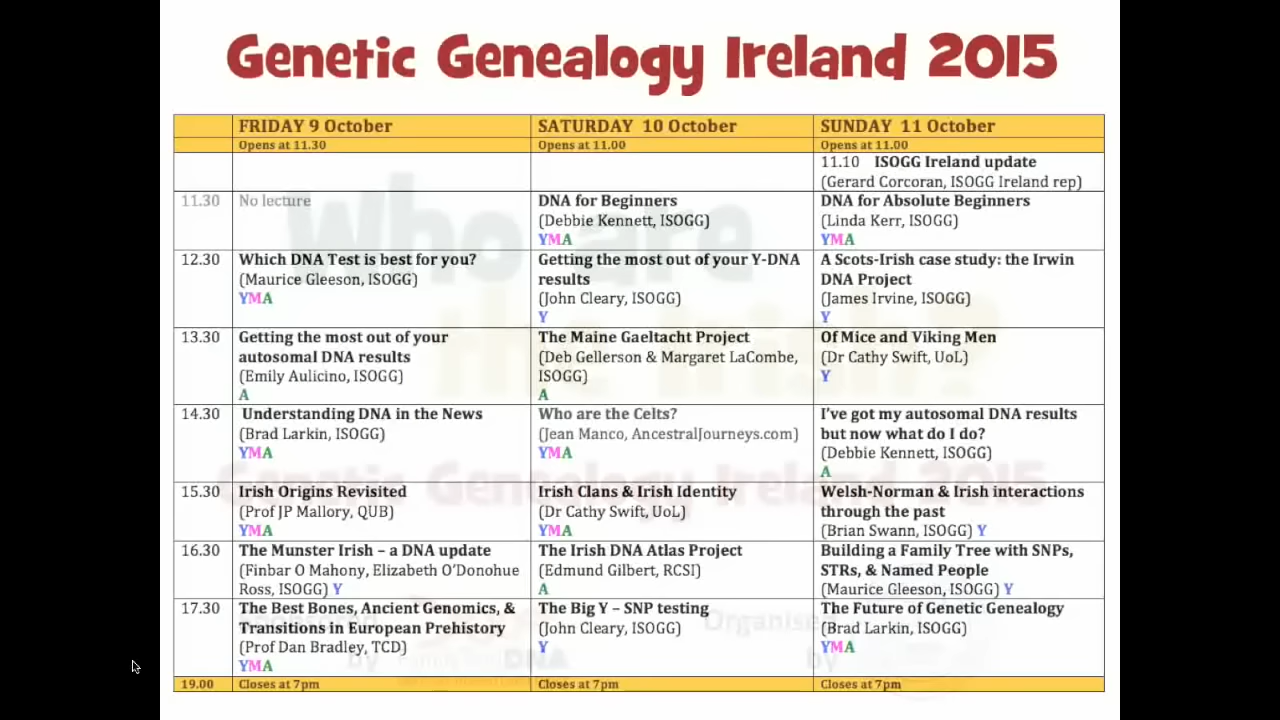 Genetic Genealogy Ireland 2015
FRIDAY 9 October
SATURDAY 10 October
SUNDAY 11 October
Opens at 11.30
Opens at 11.00
Opens at 11.00
11.10 ISOGG Ireland update
(Gerard Corcoran, ISOGG Ireland rep)
11.30
No lecture
DNA for Beginners
(Debbie Kennett, ISOGG)
YMA
DNA for Absolute Beginners
(Linda Kerr, ISOGG)
YMA
12.30
Which DNA Test is best for you?
(Maurice Gleeson, ISOGG)
YMA
Getting the most out of your Y-DNA
results
(John Cleary, ISOGG)
Y
A Scots-Irish case study: the Irwin
DNA Project
(James Irvine, ISOGG)
Y
13.30
Getting the most out of your
autosomal DNA results
(Emily Aulicino, ISOGG)
A
The Maine Gaeltacht Project
(Deb Gellerson & Margaret LaCombe,
ISOGG)
A
Of Mice and Viking Men
(Dr Cathy Swift, UoL)
Y
14.30
Understanding DNA in the News
(Brad Larkin, ISOGG)
YMA
Who are the Celts?
(Jean Manco, AncestralJourneys.com)
YMA
I've got my autosomal DNA results
but now what do I do?
(Debbie Kennett, ISOGG)
A
15.30
Irish Origins Revisited
(Prof JP Mallory, QUB)
YMA
Irish Clans & Irish Identity
(Dr Cathy Swift, UoL)
YMA
Welsh-Norman & Irish interactions
through the past
(Brian Swann, ISOGG) Y
16.30
The Munster Irish – a DNA update
(Finbar O Mahony, Elizabeth O'Donohue
Ross, ISOGG) Y
The Irish DNA Atlas Project
(Edmund Gilbert, RCSI)
A
Building a Family Tree with SNPs,
STRs, & Named People
(Maurice Gleeson, ISOGG) Y
17.30
The Best Bones, Ancient Genomics, &
Transitions in European Prehistory
(Prof Dan Bradley, TCD)
YMA
The Big Y – SNP testing
(John Cleary, ISOGG)
Y
The Future of Genetic Genealogy
(Brad Larkin, ISOGG)
YMA
19.00
Closes at 7pm
Closes at 7pm
Closes at 7pm
Who are
the Irish?
Genetic Genealogy Ireland 2015
Organised
by
by
DNA